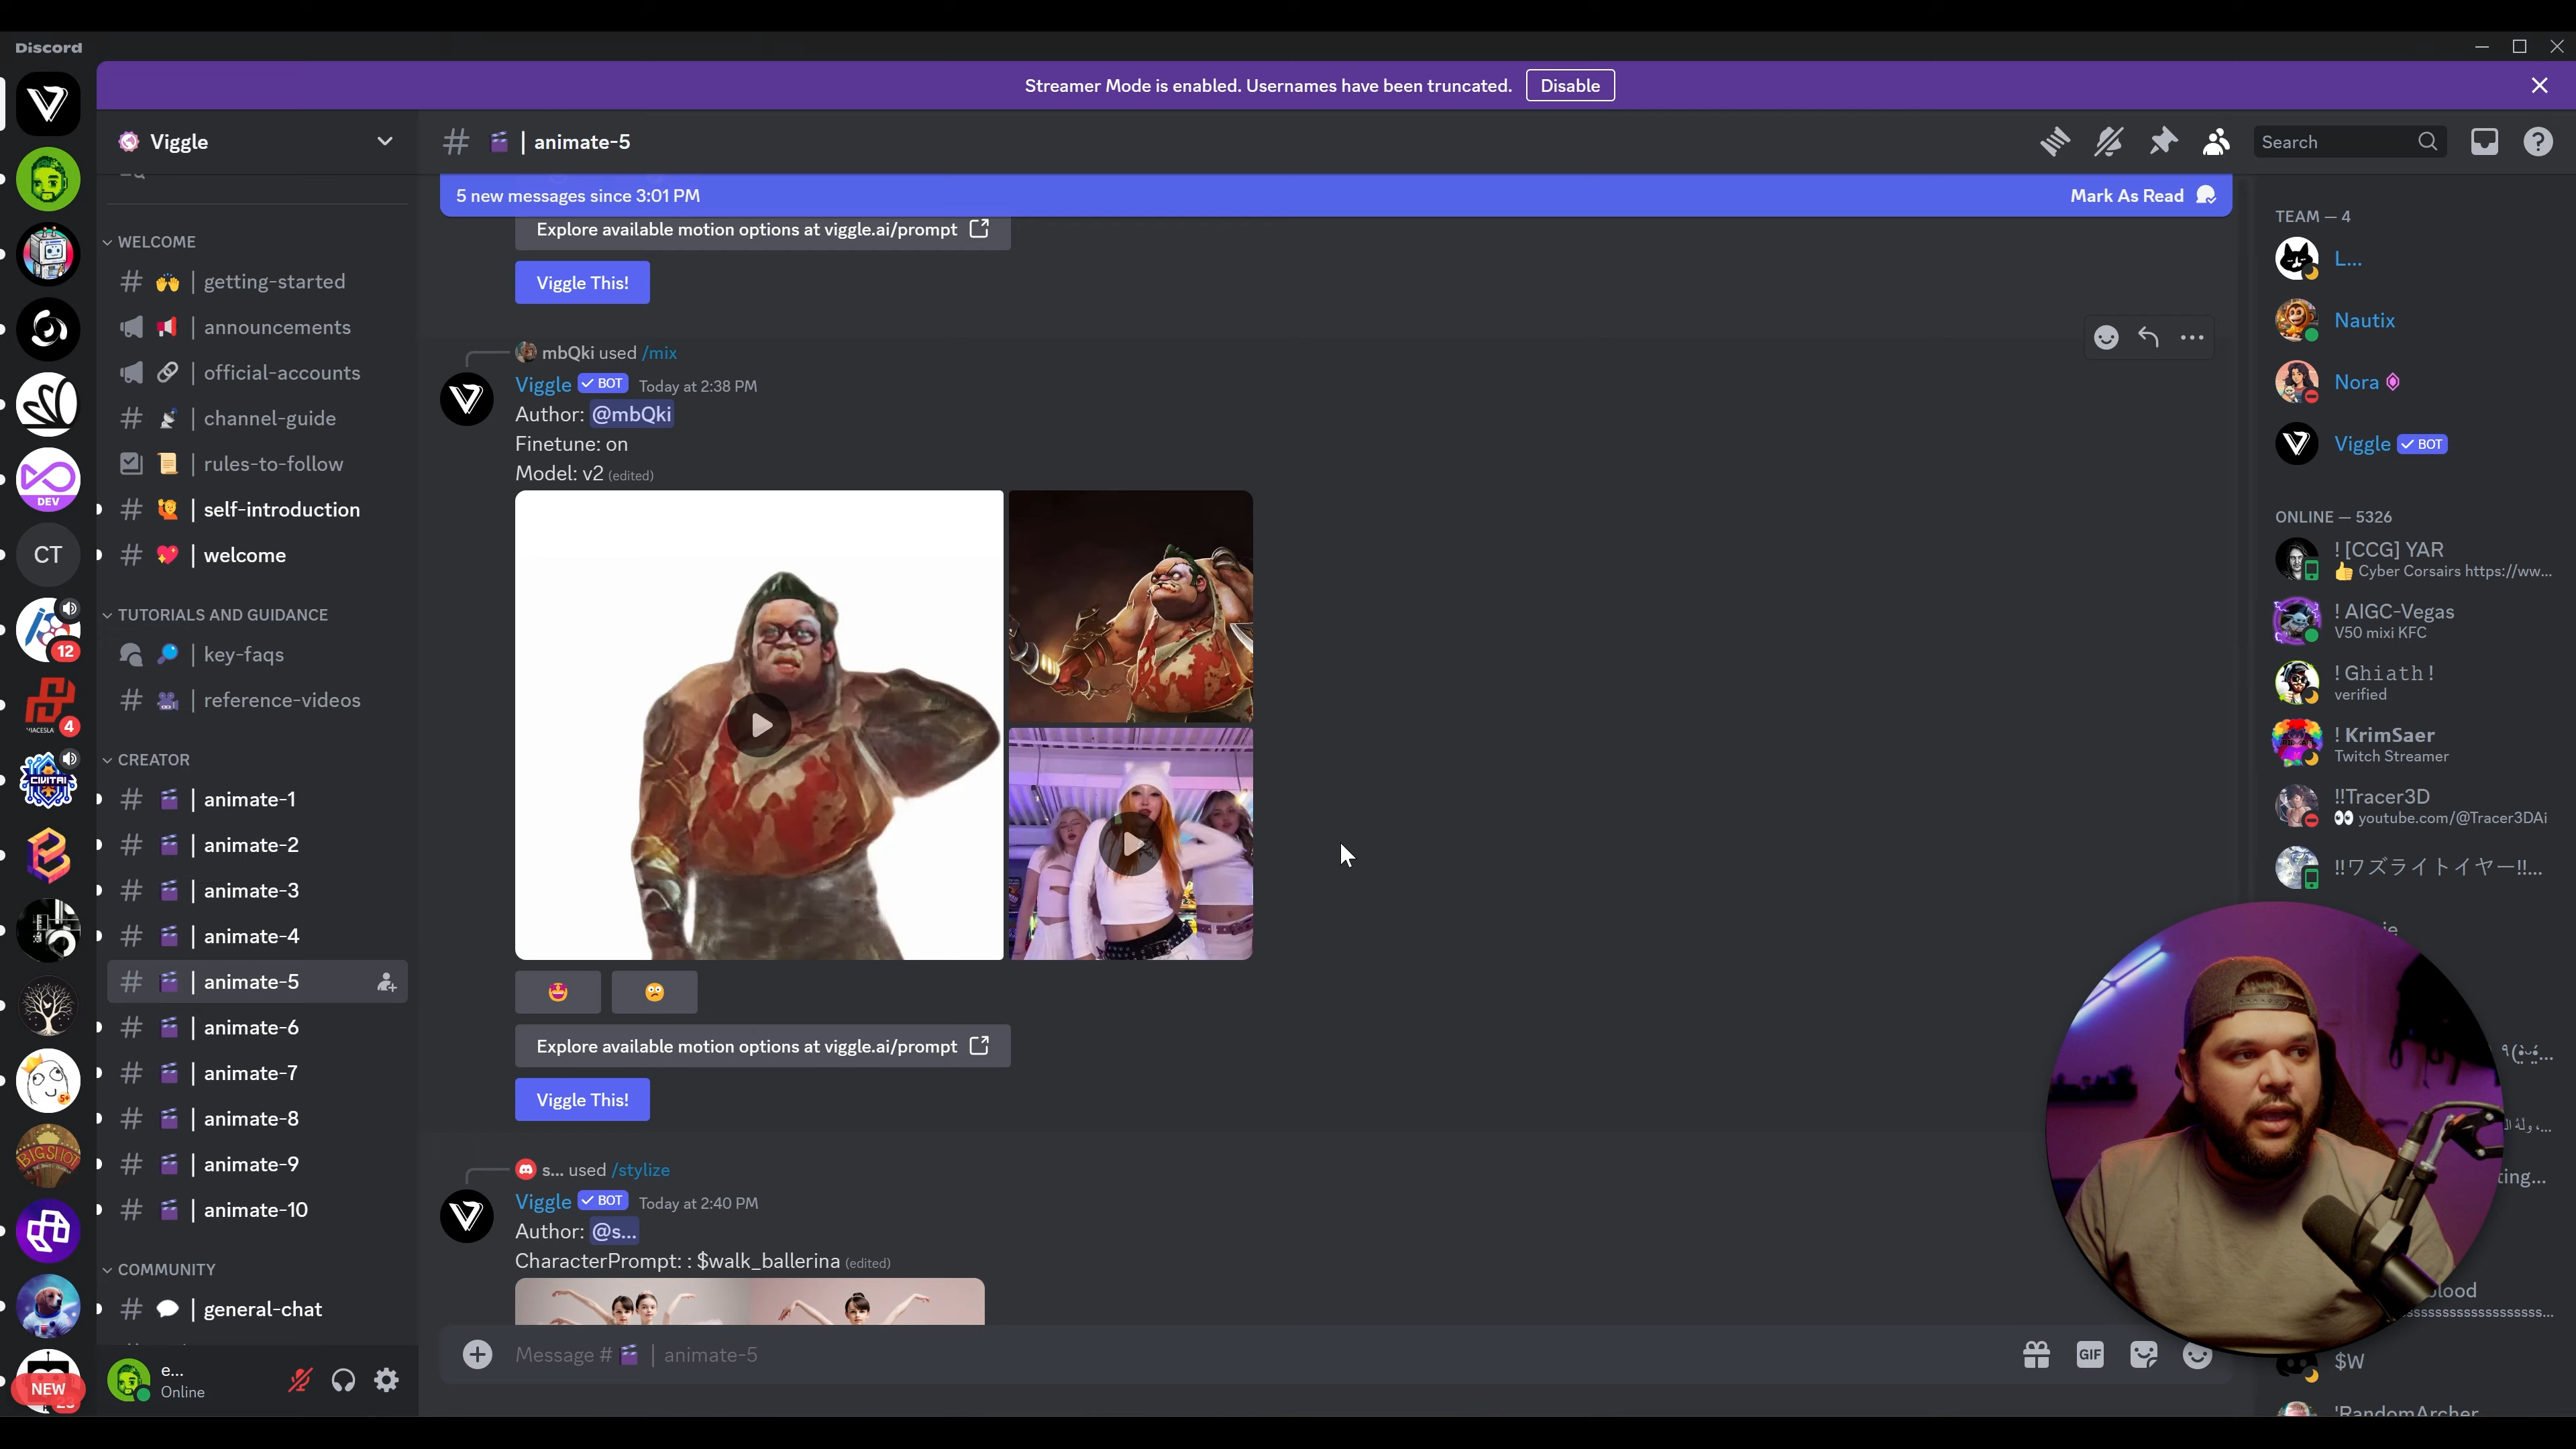 Discord
Streamer Mode is enabled. Usernames have been truncated.
Disable
Viggle
WELCOME
getting-started
announcements
official-accounts
channel-guide
rules-to-follow
self-introduction
welcome
TUTORIALS AND GUIDANCE
key-faqs
reference-videos
CREATOR
animate-1
animate-2
animate-3
animate-4
animate-5
animate-6
animate-7
animate-8
animate-9
animate-10
COMMUNITY
general-chat
e...
Online
DEV
CT
12
4
CIVITAI
BIGSHOT
NEW
# | animate-5
Search
5 new messages since 3:01 PM
Mark As Read
Explore available motion options at viggle.ai/prompt
Viggle This!
mbQki used /mix
Viggle BOT Today at 2:38 PM
Author: @mbQki
Finetune: on
Model: v2 (edited)
Explore available motion options at viggle.ai/prompt
Viggle This!
s... used /stylize
Viggle BOT Today at 2:40 PM
Author: @s...
CharacterPrompt: : $walk_ballerina (edited)
Message # | animate-5
GIF
TEAM — 4
L...
Nautix
Nora
Viggle BOT
ONLINE — 5326
! [CCG] YAR
👍 Cyber Corsairs https://ww...
! AIGC-Vegas
V50 mixi KFC
! Ghiath !
verified
! KrimSaer
Twitch Streamer
!!Tracer3D
👀 youtube.com/@Tracer3DAi
!!ワズライトイヤー!!...
ting...
lood
$W
'RandomArcher